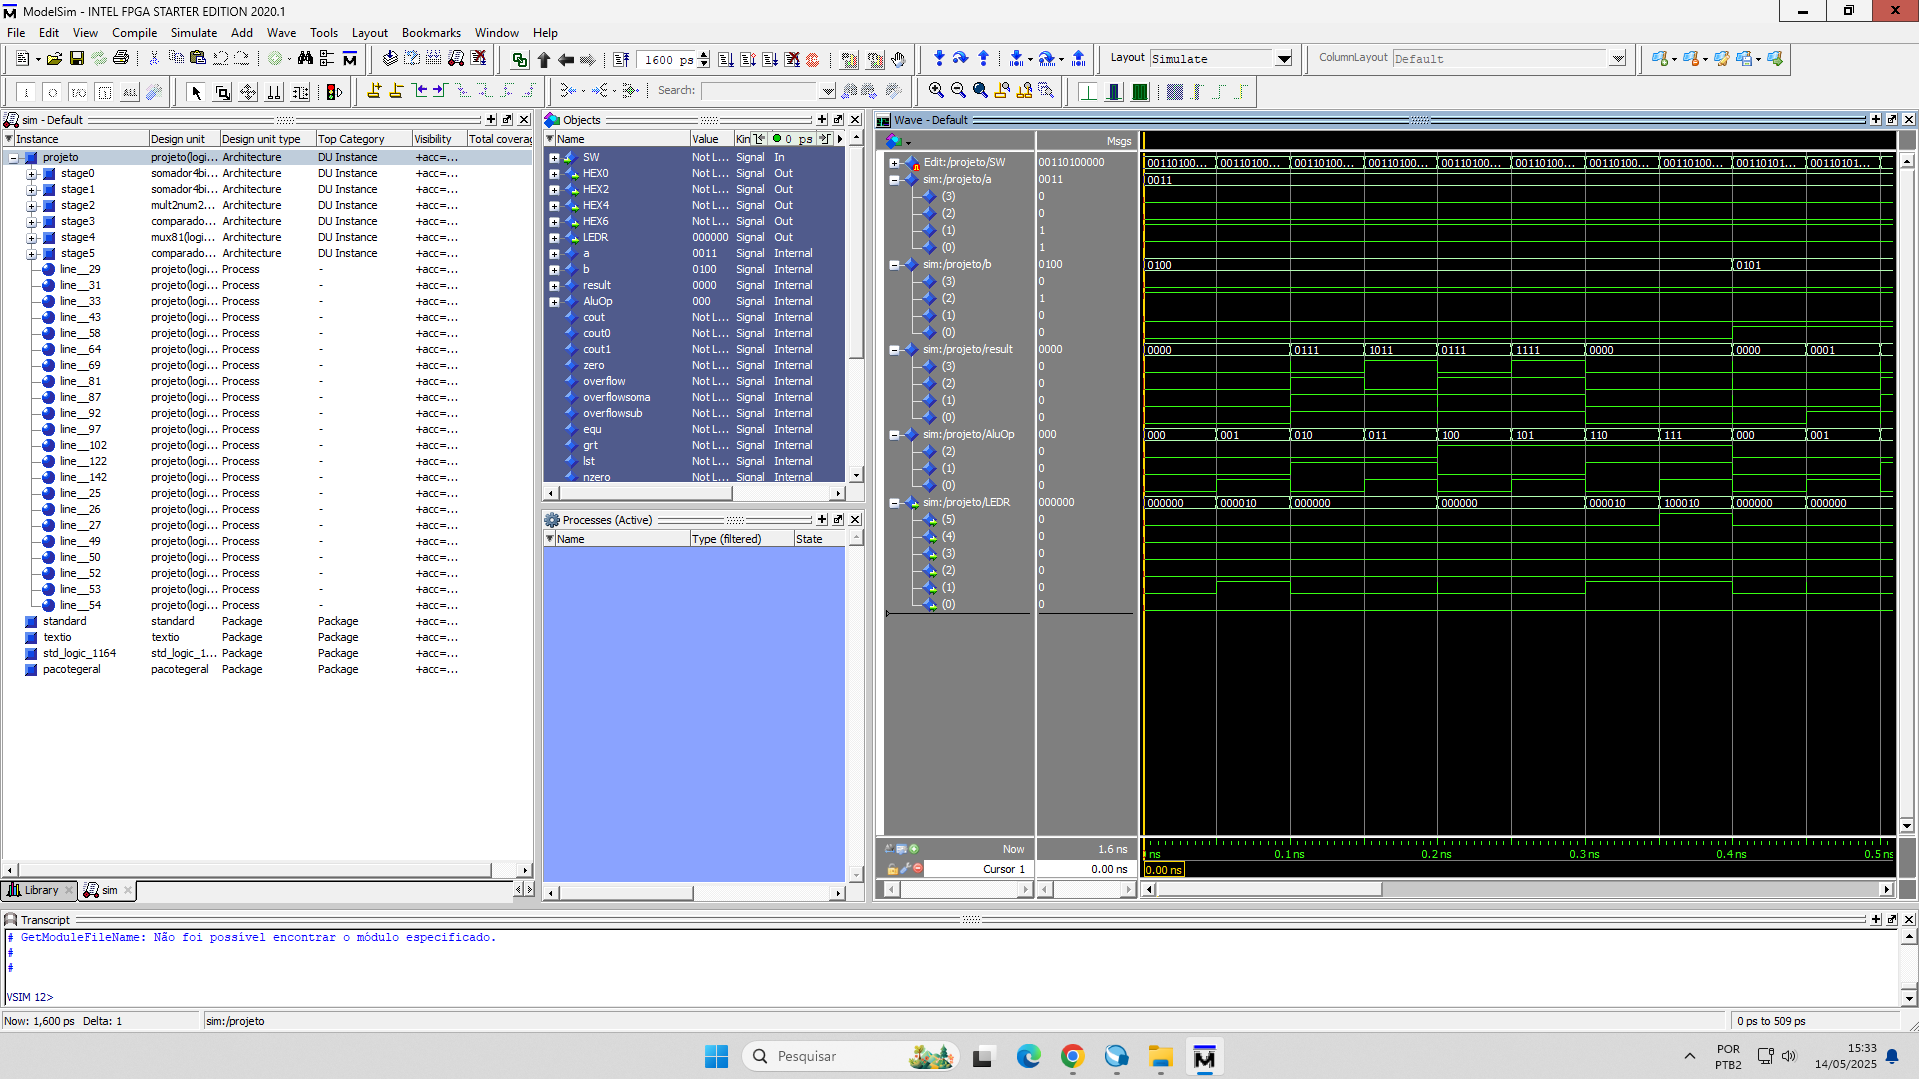 ModelSim - INTEL FPGA STARTER EDITION 2020.1
File Edit View Compile Simulate Add Wave Tools Layout Bookmarks Window Help
1600 ps
Layout Simulate
ColumnLayout Default
ALL
Search:
sim - Default
Instance Design unit Design unit type Top Category Visibility Total coverag
projeto projeto(logi... Architecture DU Instance +acc=...
stage0 somador4bi... Architecture DU Instance +acc=...
stage1 somador4bi... Architecture DU Instance +acc=...
stage2 mult2num2... Architecture DU Instance +acc=...
stage3 comparado... Architecture DU Instance +acc=...
stage4 mux81(logi... Architecture DU Instance +acc=...
stage5 comparado... Architecture DU Instance +acc=...
line__29 projeto(logi... Process - +acc=...
line__31 projeto(logi... Process - +acc=...
line__33 projeto(logi... Process - +acc=...
line__43 projeto(logi... Process - +acc=...
line__58 projeto(logi... Process - +acc=...
line__64 projeto(logi... Process - +acc=...
line__69 projeto(logi... Process - +acc=...
line__81 projeto(logi... Process - +acc=...
line__87 projeto(logi... Process - +acc=...
line__92 projeto(logi... Process - +acc=...
line__97 projeto(logi... Process - +acc=...
line__102 projeto(logi... Process - +acc=...
line__122 projeto(logi... Process - +acc=...
line__142 projeto(logi... Process - +acc=...
line__25 projeto(logi... Process - +acc=...
line__26 projeto(logi... Process - +acc=...
line__27 projeto(logi... Process - +acc=...
line__49 projeto(logi... Process - +acc=...
line__50 projeto(logi... Process - +acc=...
line__52 projeto(logi... Process - +acc=...
line__53 projeto(logi... Process - +acc=...
line__54 projeto(logi... Process - +acc=...
standard standard Package Package +acc=...
textio textio Package Package +acc=...
std_logic_1164 std_logic_1... Package Package +acc=...
pacotegeral pacotegeral Package Package +acc=...
Library sim
Objects
Name Value Kin 0 ps
SW Not L... Signal In
HEX0 Not L... Signal Out
HEX2 Not L... Signal Out
HEX4 Not L... Signal Out
HEX6 Not L... Signal Out
LEDR 000000 Signal Out
a 0011 Signal Internal
b 0100 Signal Internal
result 0000 Signal Internal
AluOp 000 Signal Internal
cout Not L... Signal Internal
cout0 Not L... Signal Internal
cout1 Not L... Signal Internal
zero Not L... Signal Internal
overflow Not L... Signal Internal
overflowsoma Not L... Signal Internal
overflowsub Not L... Signal Internal
equ Not L... Signal Internal
grt Not L... Signal Internal
lst Not L... Signal Internal
nzero Not L... Signal Internal
Processes (Active)
Name Type (filtered) State
Wave - Default
Msgs
Edit:/projeto/SW 00110100000 00110100... 00110100... 00110100... 00110100... 00110100... 00110100... 00110100... 00110100... 00110101... 00110101...
sim:/projeto/a 0011 0011
(3) 0
(2) 0
(1) 1
(0) 1
sim:/projeto/b 0100 0100 0101
(3) 0
(2) 1
(1) 0
(0) 0
sim:/projeto/result 0000 0000 0111 1011 0111 1111 0000 0000 0001
(3) 0
(2) 0
(1) 0
(0) 0
sim:/projeto/AluOp 000 000 001 010 011 100 101 110 111 000 001
(2) 0
(1) 0
(0) 0
sim:/projeto/LEDR 000000 000000 000010 000000 000000 000010 100010 000000 000000
(5) 0
(4) 0
(3) 0
(2) 0
(1) 0
(0) 0
Now 1.6 ns ns 0.1 ns 0.2 ns 0.3 ns 0.4 ns 0.5 ns
Cursor 1 0.00 ns 0.00 ns
Transcript
# GetModuleFileName: Não foi possível encontrar o módulo especificado.
#
#
VSIM 12>
Now: 1,600 ps Delta: 1 sim:/projeto 0 ps to 509 ps
Pesquisar
POR
PTB2
15:33
14/05/2025